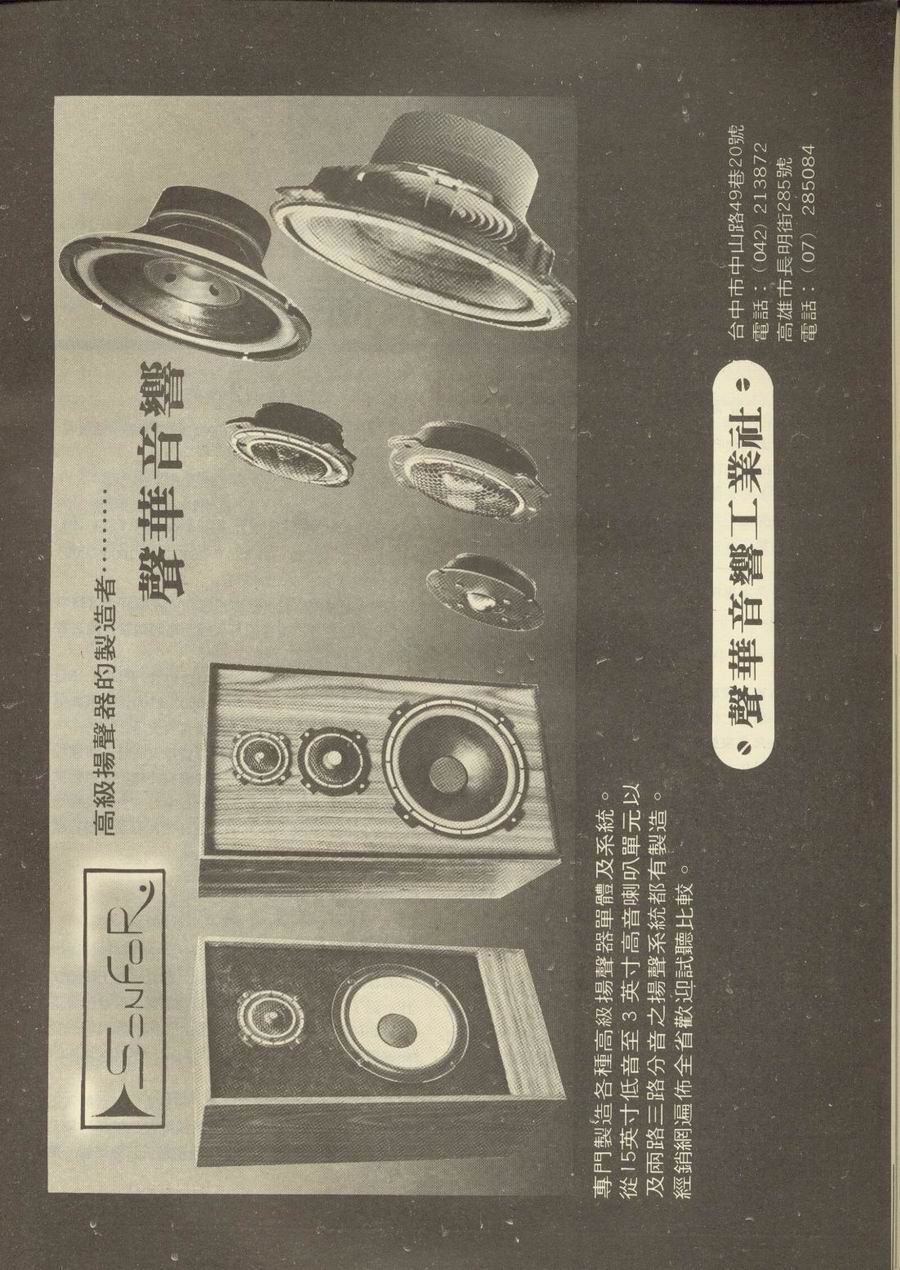 SONFOR
高級揚聲器的製造者⋯⋯⋯
聲華音響
專門製造各種高級揚聲器單體及系統。
從15英寸低音至3英寸高音喇叭單元以
及兩路三路分音之揚聲系統都有製造。
經銷網遍佈全省歡迎試聽比較。
聲華音響工業社
台中市中山路49巷20號
電話：(042) 213872
高雄市長明街285號
電話：(07) 285084